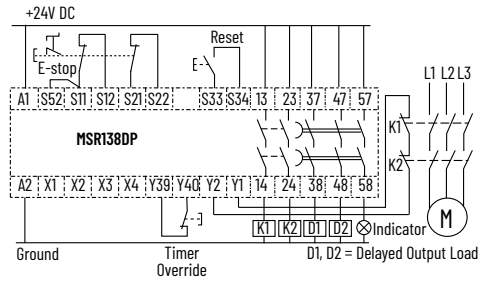 +24V DC
Reset
E-stop
L1 L2 L3
A1 S52 S11 S12 S21 S22 S33 S34 13 23 37 47 57
K1
MSR138DP
K2
A2 X1 X2 X3 X4 Y39 Y40 Y2 Y1 14 24 38 48 58
K1 K2 D1 D2 Indicator
M
Ground
Timer
Override
D1, D2 = Delayed Output Load